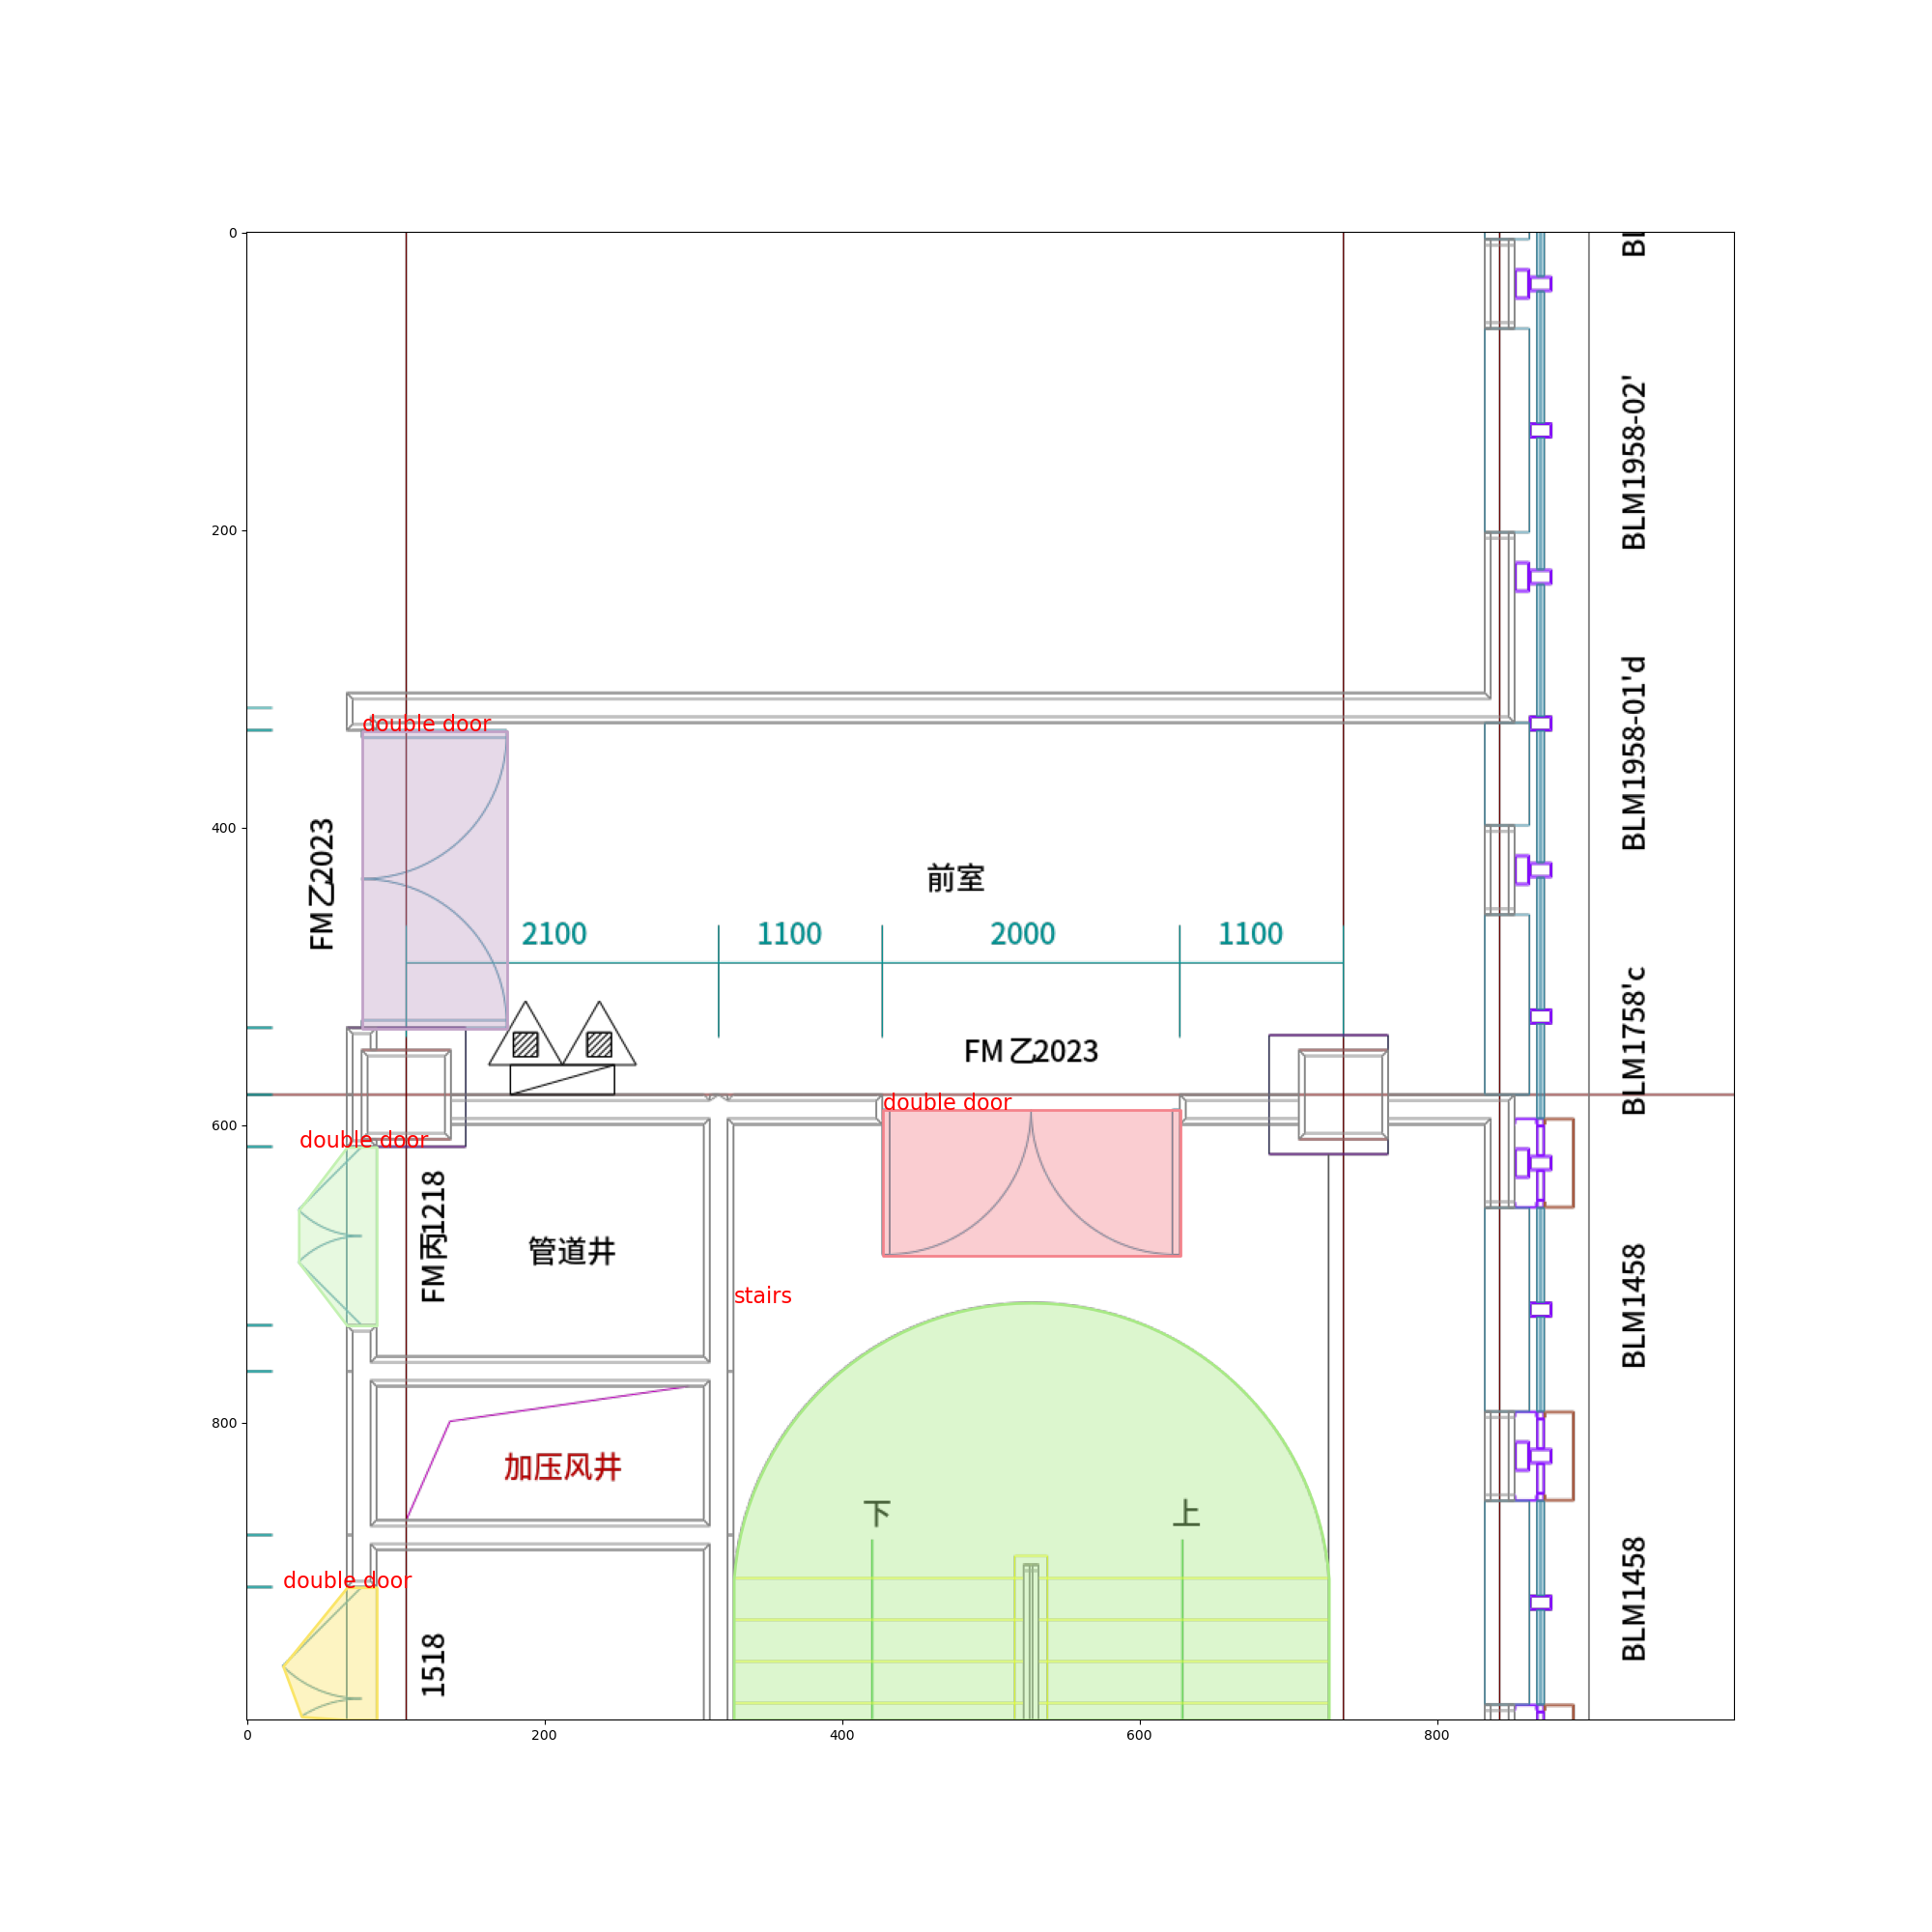 0
BL
BLM1958-02'
200
BLM1958-01'd
double door
400
FM乙2023
前室
2100
1100
2000
1100
BLM1758'c
FM乙2023
600
double door
double door
FM丙1218
管道井
BLM1458
stairs
800
加压风井
下
上
double door
BLM1458
1518
0
200
400
600
800